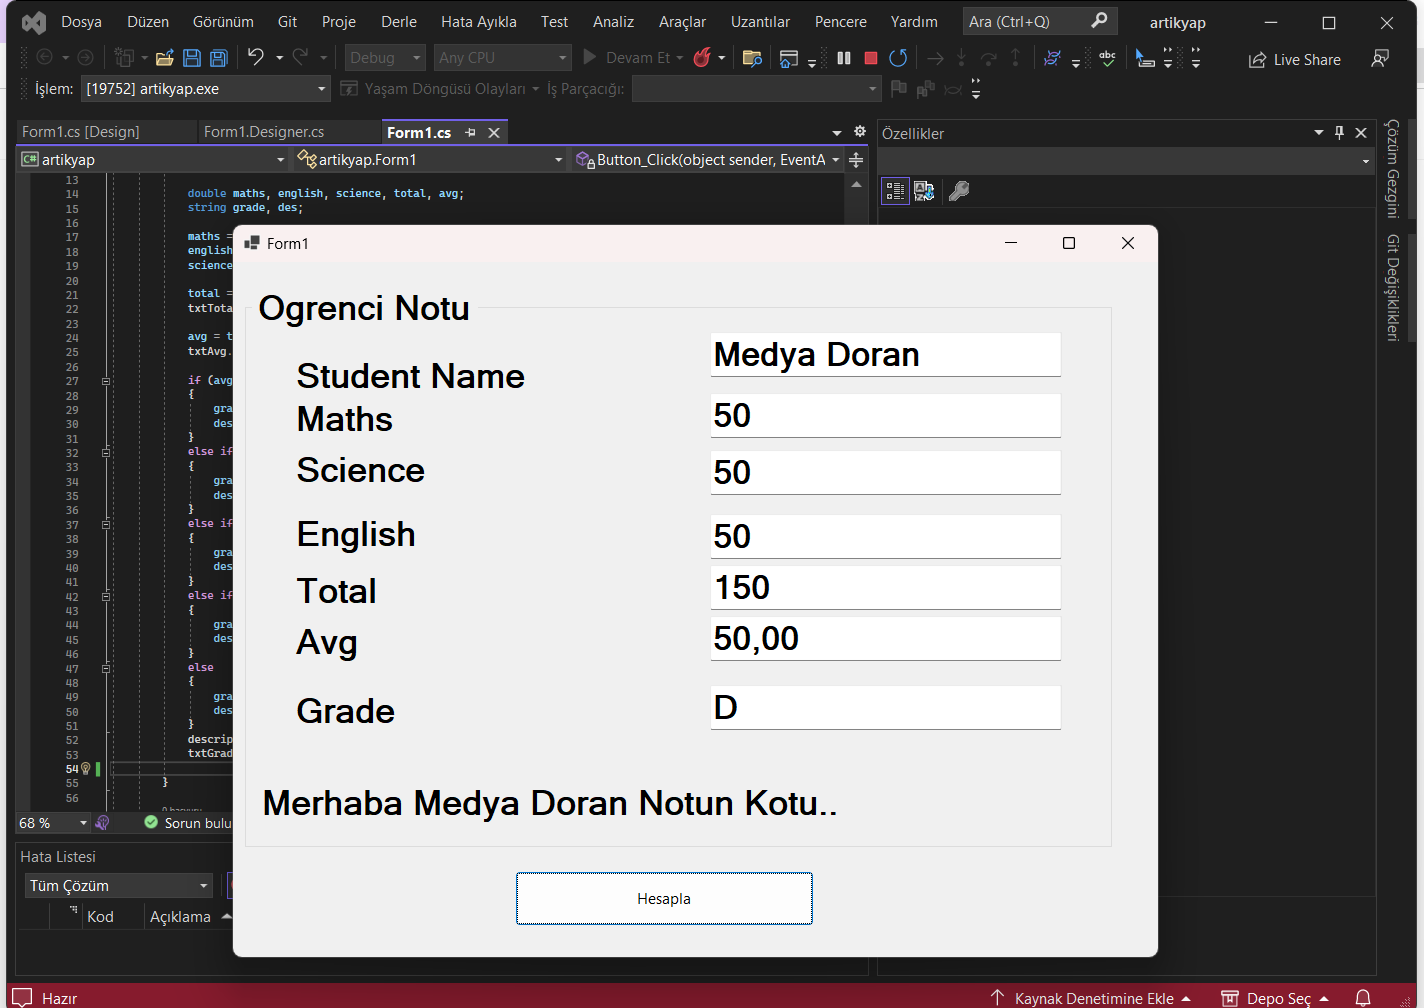 Dosya Düzen Görünüm Git Proje Derle Hata Ayıkla Test Analiz Araçlar Uzantılar Pencere Yardım Ara (Ctrl+Q) artikyap
Debug Any CPU Devam Et abc Live Share
İşlem: [19752] artikyap.exe Yaşam Döngüsü Olayları İş Parçacığı:
Form1.cs [Design] Form1.Designer.cs Form1.cs
Özellikler
C# artikyap artikyap.Form1 Button_Click(object sender, EventA
Çözüm Gezgini
Git Değişiklikleri
13
14 double maths, english, science, total, avg;
15 string grade, des;
16
17 maths =
18 english
19 science
20
21 total =
22 txtTota
23
24 avg = t
25 txtAvg.
26
27 if (avg
28 {
29 gra
30 des
31 }
32 else if
33 {
34 gra
35 des
36 }
37 else if
38 {
39 gra
40 des
41 }
42 else if
43 {
44 gra
45 des
46 }
47 else
48 {
49 gra
50 des
51 }
52 descrip
53 txtGrad
54
55 }
56
68 % Sorun bulu
Hata Listesi
Tüm Çözüm
Kod Açıklama
Form1
Ogrenci Notu
Student Name Medya Doran
Maths 50
Science 50
English 50
Total 150
Avg 50,00
Grade D
Merhaba Medya Doran Notun Kotu..
Hesapla
Hazır Kaynak Denetimine Ekle Depo Seç